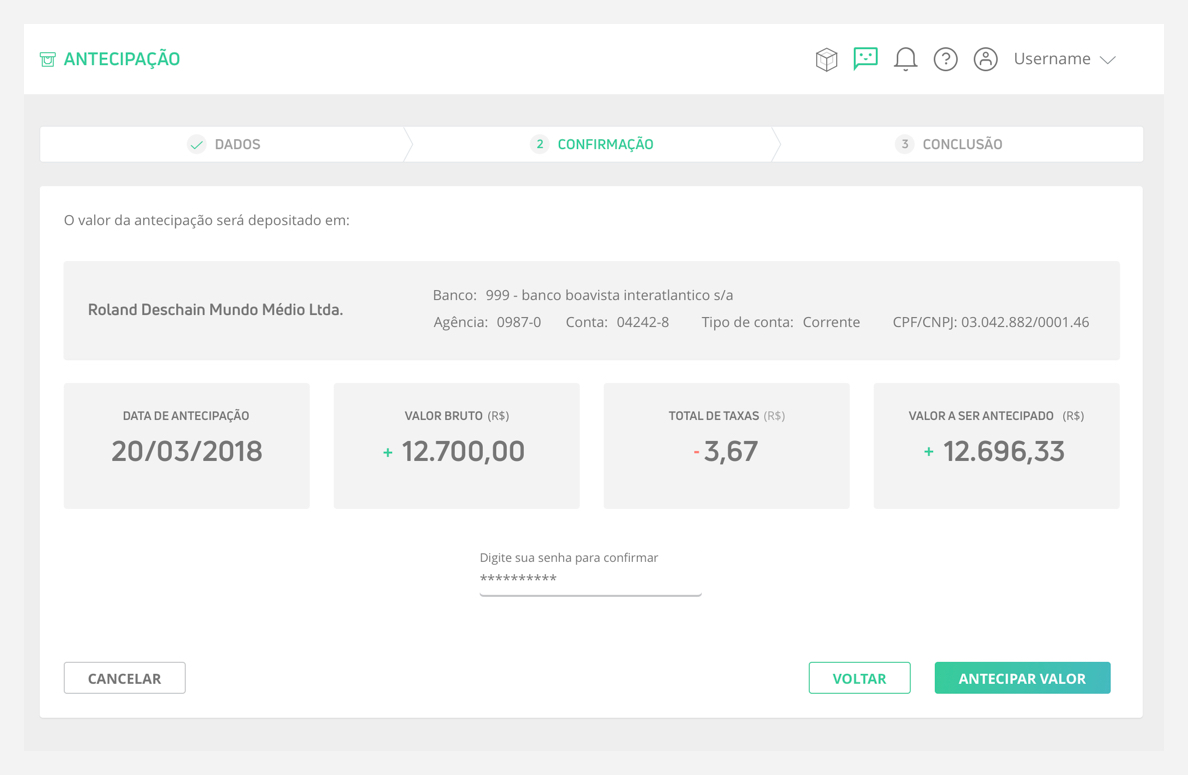 ANTECIPAÇÃO
Username
DADOS
2 CONFIRMAÇÃO
3 CONCLUSÃO
O valor da antecipação será depositado em:
Roland Deschain Mundo Médio Ltda.
Banco: 999 - banco boavista interatlantico s/a
Agência: 0987-0 Conta: 04242-8 Tipo de conta: Corrente CPF/CNPJ: 03.042.882/0001.46
DATA DE ANTECIPAÇÃO
20/03/2018
VALOR BRUTO (R$)
+ 12.700,00
TOTAL DE TAXAS (R$)
- 3,67
VALOR A SER ANTECIPADO (R$)
+ 12.696,33
Digite sua senha para confirmar
**********
CANCELAR
VOLTAR
ANTECIPAR VALOR